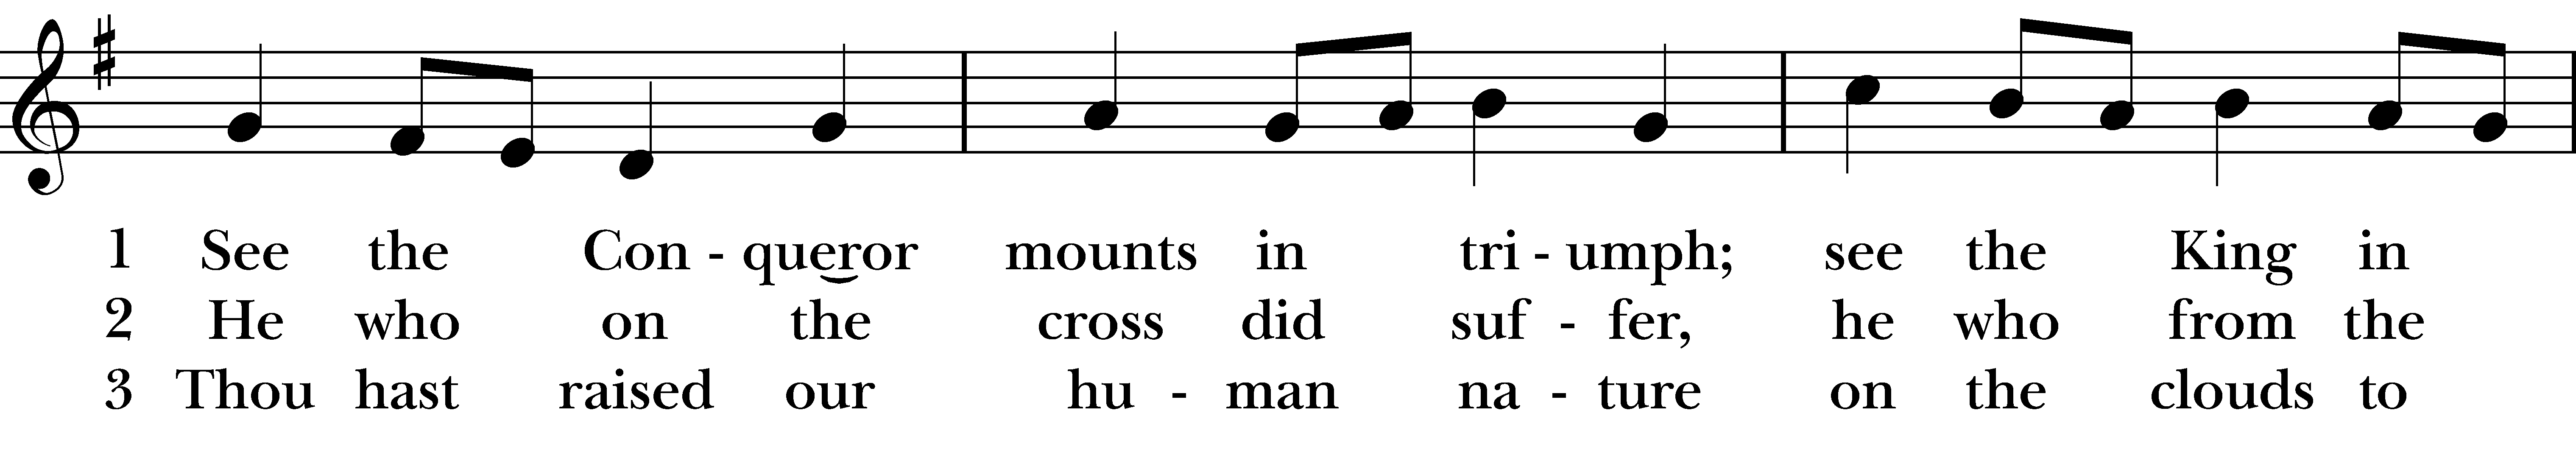 1 See the Con - queror mounts in tri - umph; see the King in
2 He who on the cross did suf - fer, he who from the
3 Thou hast raised our hu - man na - ture on the clouds to